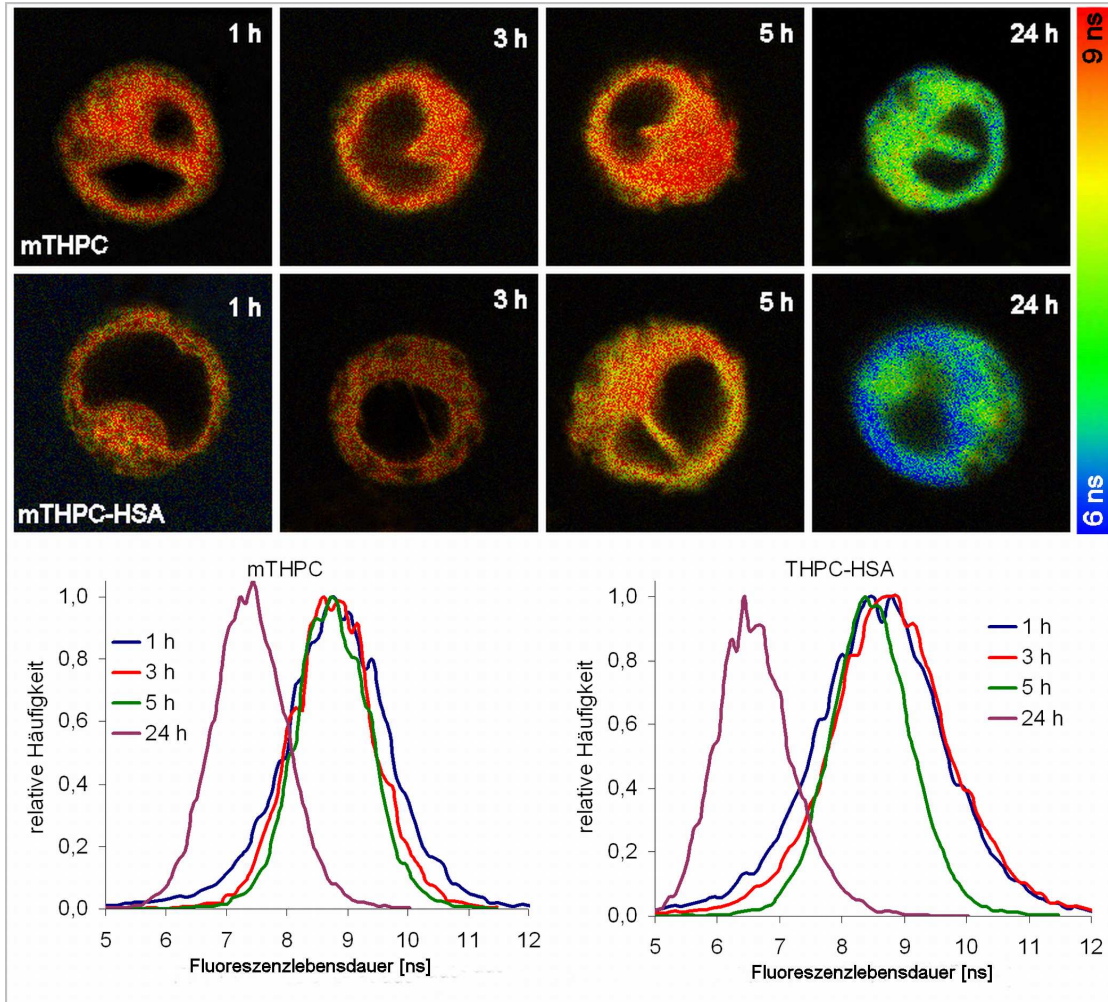 1 h
3 h
5 h
24 h
mTHPC
9 ns
1 h
3 h
5 h
24 h
mTHPC-HSA
6 ns
mTHPC
1,0
0,8
0,6
0,4
0,2
0,0
relative Häufigkeit
1 h
3 h
5 h
24 h
5 6 7 8 9 10 11 12
Fluoreszenzlebensdauer [ns]
THPC-HSA
1,0
0,8
0,6
0,4
0,2
0,0
relative Häufigkeit
1 h
3 h
5 h
24 h
5 6 7 8 9 10 11 12
Fluoreszenzlebensdauer [ns]